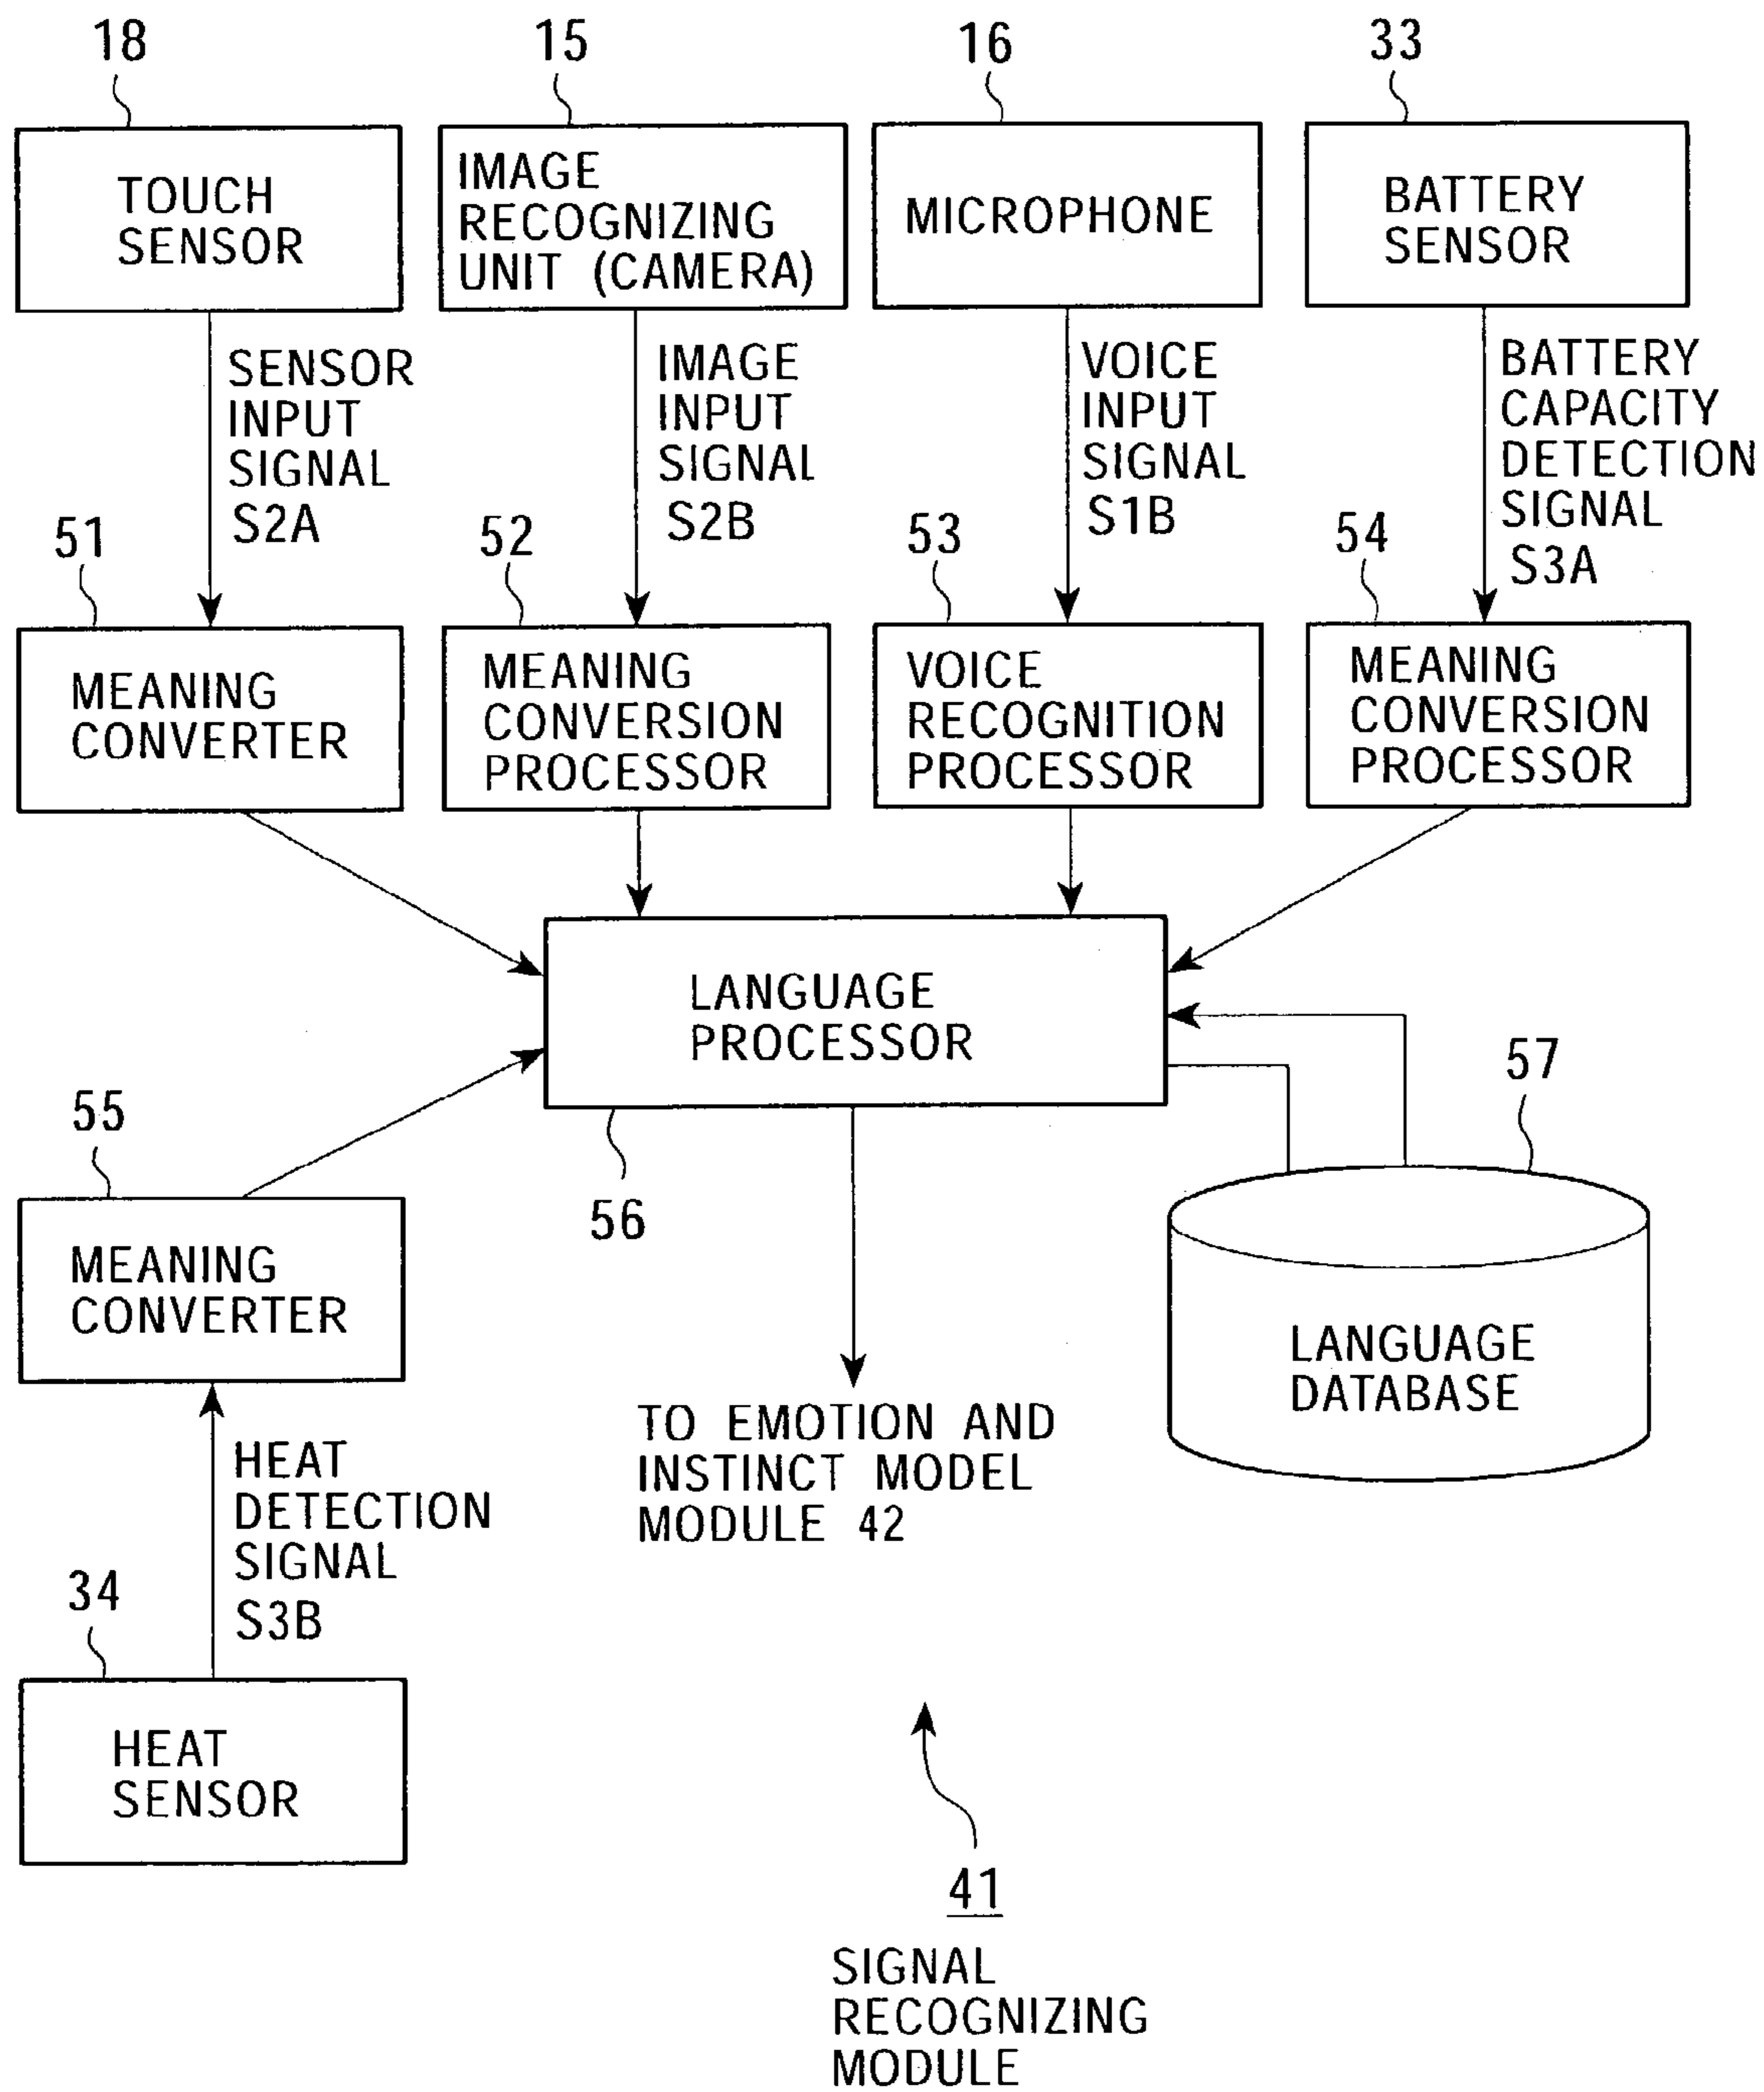 18
15
16
33
TOUCH
SENSOR
IMAGE
RECOGNIZING
UNIT (CAMERA)
MICROPHONE
BATTERY
SENSOR
SENSOR
INPUT
SIGNAL
S2A
IMAGE
INPUT
SIGNAL
S2B
VOICE
INPUT
SIGNAL
S1B
BATTERY
CAPACITY
DETECTION
SIGNAL
S3A
51
52
53
54
MEANING
CONVERTER
MEANING
CONVERSION
PROCESSOR
VOICE
RECOGNITION
PROCESSOR
MEANING
CONVERSION
PROCESSOR
LANGUAGE
PROCESSOR
56
57
LANGUAGE
DATABASE
55
MEANING
CONVERTER
HEAT
DETECTION
SIGNAL
S3B
34
HEAT
SENSOR
TO EMOTION AND
INSTINCT MODEL
MODULE 42
41
SIGNAL
RECOGNIZING
MODULE